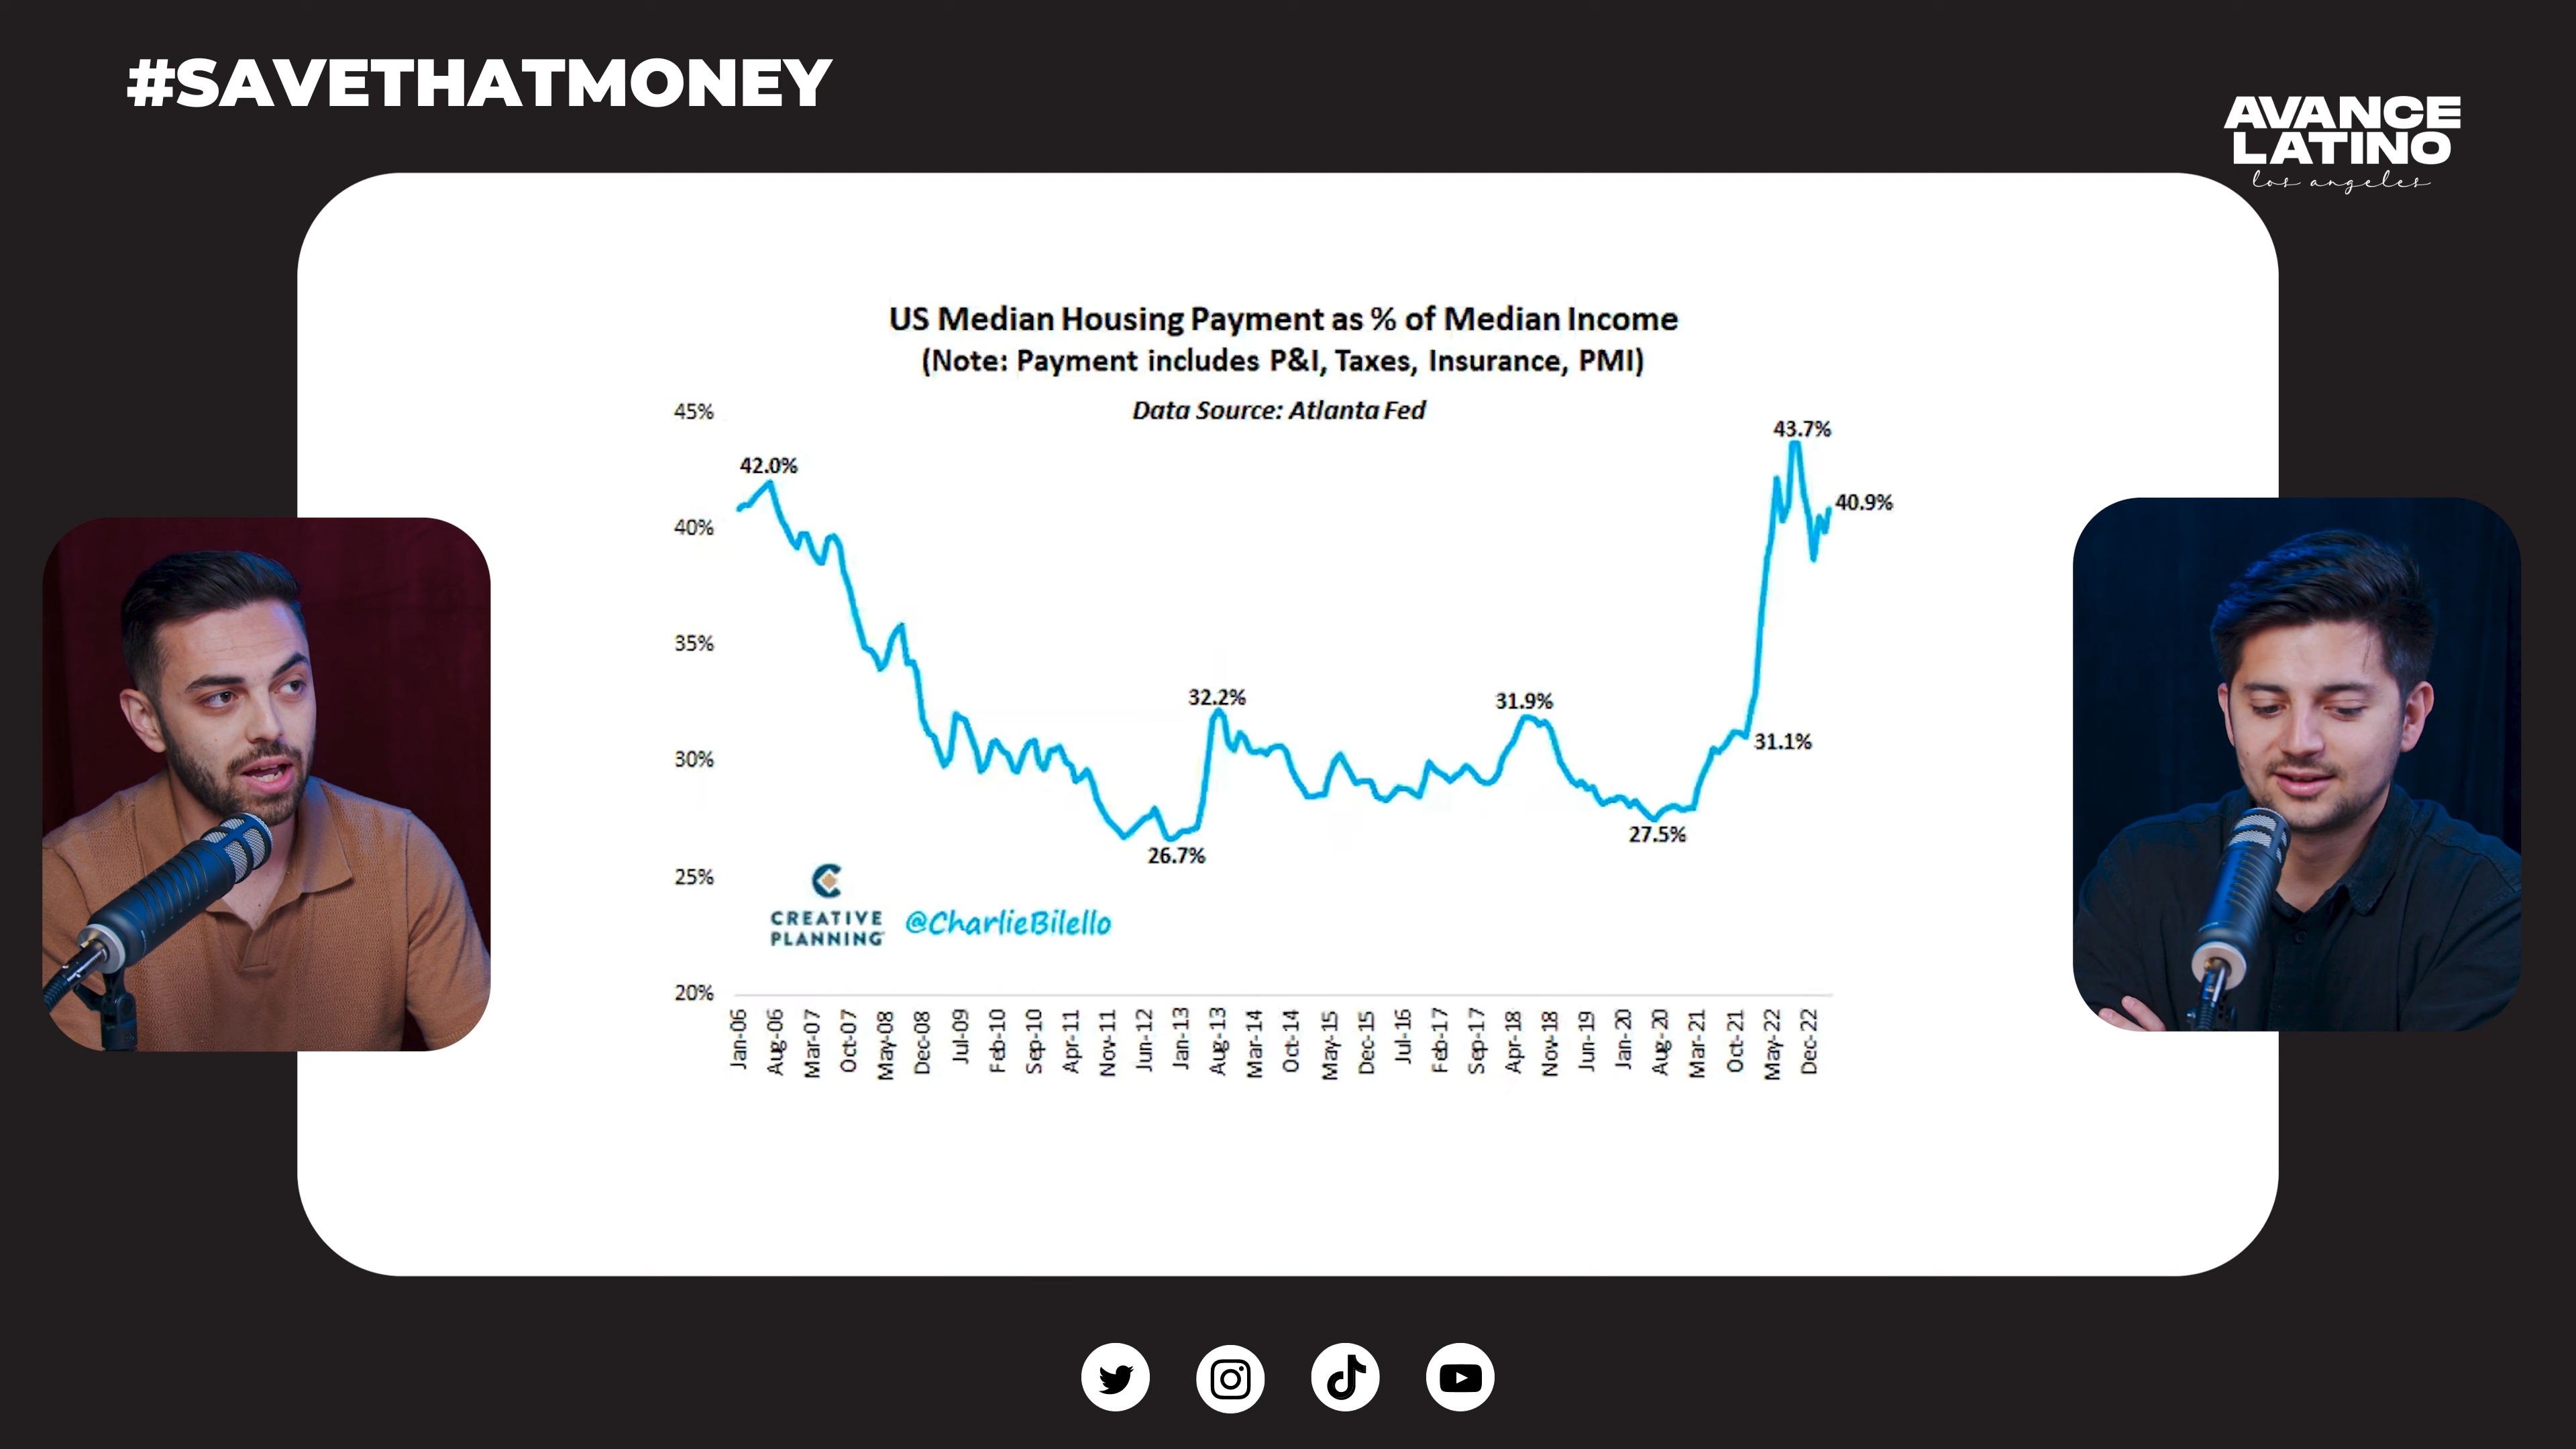 #SAVETHATMONEY
AVANCE
LATINO
los angeles
US Median Housing Payment as % of Median Income
(Note: Payment includes P&I, Taxes, Insurance, PMI)
Data Source: Atlanta Fed
45%
40%
35%
30%
25%
20%
42.0%
26.7%
32.2%
31.9%
27.5%
31.1%
43.7%
40.9%
CREATIVE
PLANNING
@CharlieBilello
Jan-06
Aug-06
Mar-07
Oct-07
May-08
Dec-08
Jul-09
Feb-10
Sep-10
Apr-11
Nov-11
Jun-12
Jan-13
Aug-13
Mar-14
Oct-14
May-15
Dec-15
Jul-16
Feb-17
Sep-17
Apr-18
Nov-18
Jun-19
Jan-20
Aug-20
Mar-21
Oct-21
May-22
Dec-22